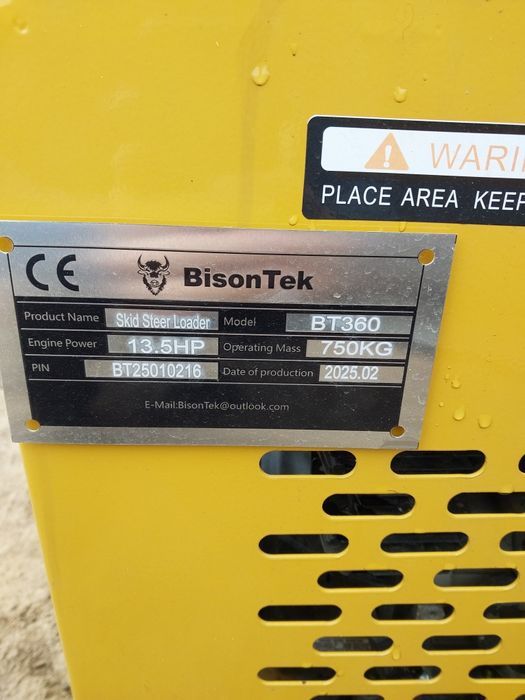 WARI
PLACE AREA KEEP
CE BisonTek
Product Name Skid Steer Loader Model BT360
Engine Power 13.5HP Operating Mass 750KG
PIN BT25010216 Date of production 2025.02
E-Mail:BisonTek@outlook.com